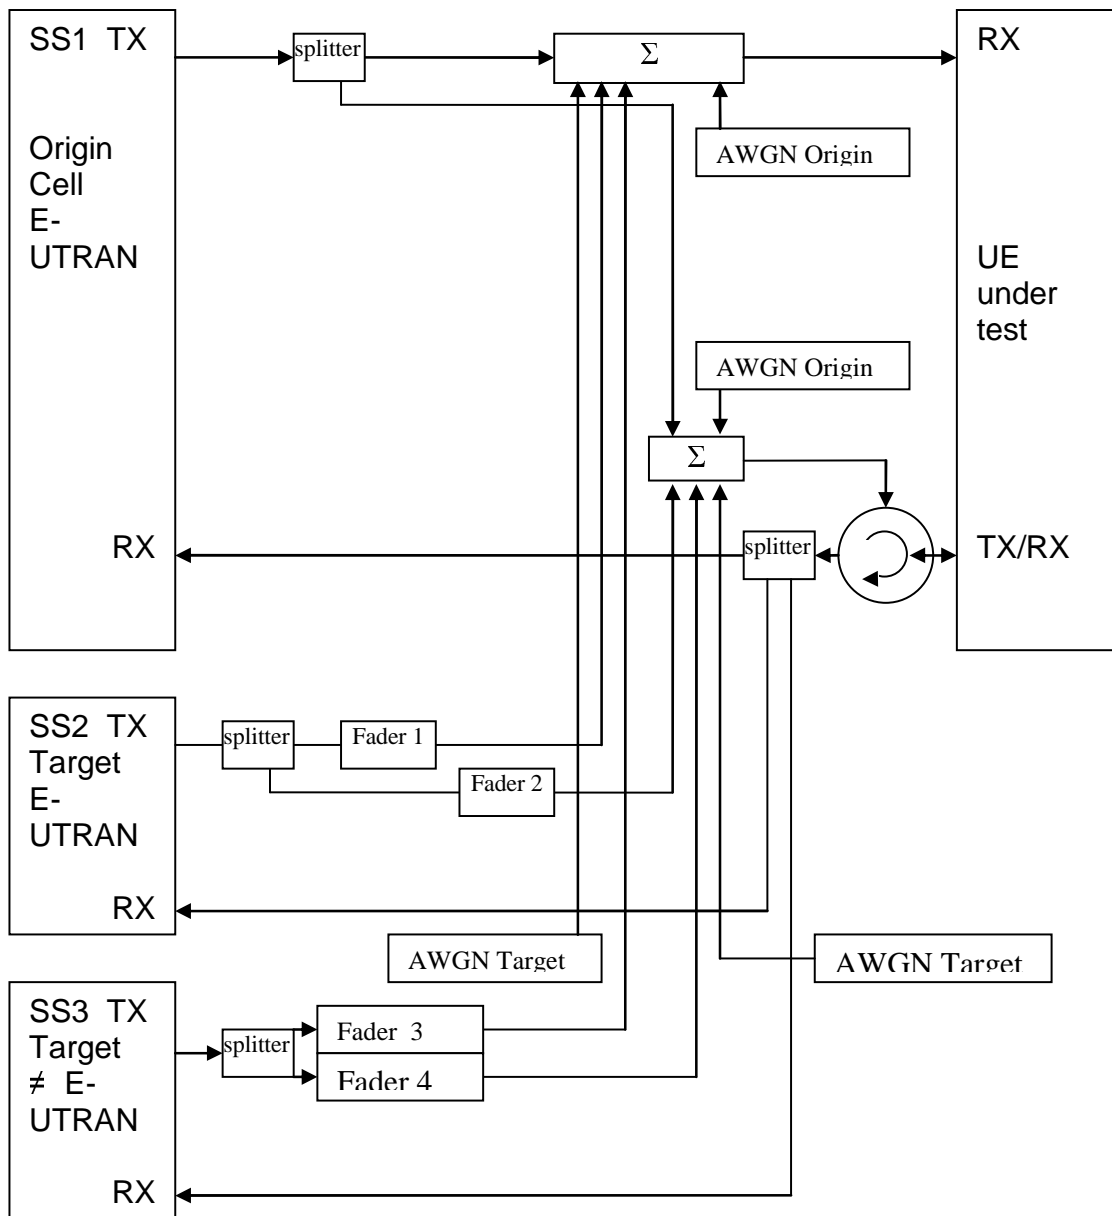 SS1 TX
Origin
Cell
E-
UTRAN
RX
splitter
Σ
AWGN Origin
RX
UE
under
test
TX/RX
AWGN Origin
Σ
splitter
SS2 TX
Target
E-
UTRAN
RX
splitter
Fader 1
Fader 2
AWGN Target
AWGN Target
SS3 TX
Target
≠ E-
UTRAN
RX
splitter
Fader 3
Fader 4